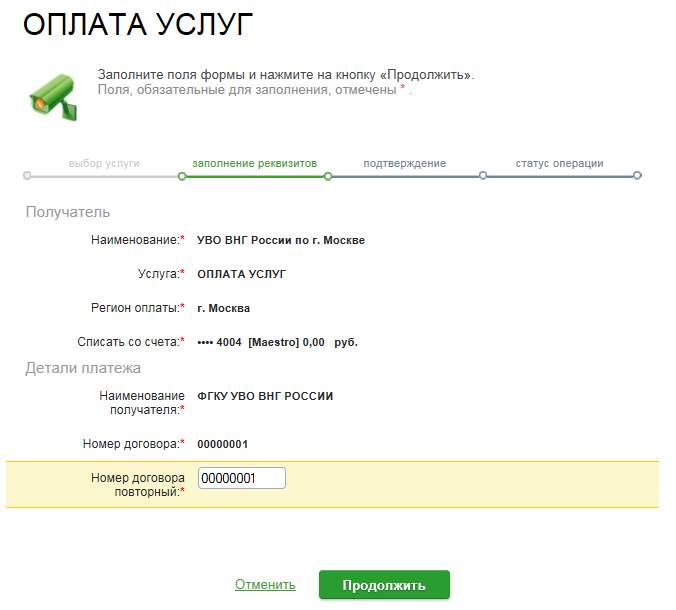 ОПЛАТА УСЛУГ
Заполните поля формы и нажмите на кнопку «Продолжить».
Поля, обязательные для заполнения, отмечены * .
выбор услуги заполнение реквизитов подтверждение статус операции
Получатель
Наименование:* УВО ВНГ России по г. Москве
Услуга:* ОПЛАТА УСЛУГ
Регион оплаты:* г. Москва
Списать со счета:* •••• 4004 [Maestro] 0,00 руб.
Детали платежа
Наименование ФГКУ УВО ВНГ РОССИИ
получателя:*
Номер договора:* 00000001
Номер договора 00000001
повторный:*
Отменить Продолжить